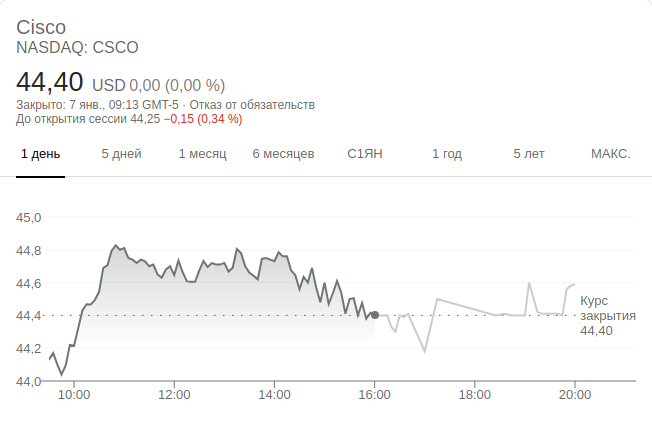 Cisco
NASDAQ: CSCO
44,40 USD 0,00 (0,00 %)
Закрыто: 7 янв., 09:13 GMT-5 · Отказ от обязательств
До открытия сессии 44,25 −0,15 (0,34 %)
1 день 5 дней 1 месяц 6 месяцев С1ЯН 1 год 5 лет МАКС.
45,0
44,8
44,6
44,4
44,2
44,0
Курс
закрытия
44,40
10:00 12:00 14:00 16:00 18:00 20:00